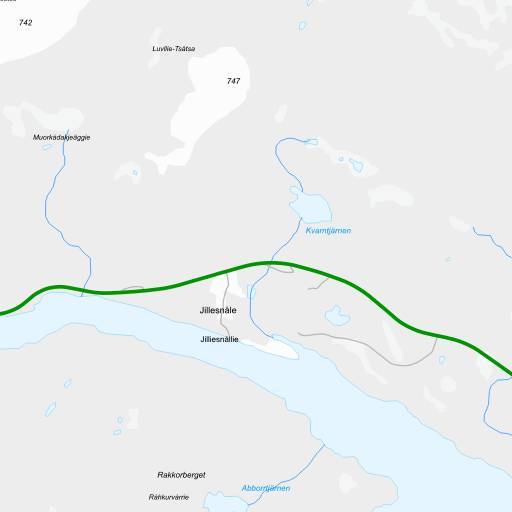 742
Luvlie-Tsåtsa
747
Muorkádakjeäggie
Kvarntjärnen
Jillesnåle
Jilliesnållie
Rakkorberget
Abborrtjärnen
Ráhkurvárrie